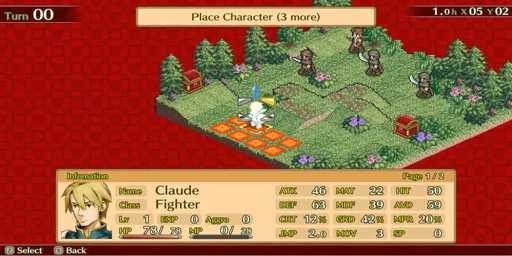 Turn 00
Place Character (3 more)
1.0h X05 Y02
Infomation
Page 1 / 2
Name Claude
Class Fighter
Lv 1 EXP 0 Aggro 0
HP 78/ 78 MP 0/ 28
ATK 46 MAT 22 HIT 50
DEF 63 MDF 39 AVD 59
CRT 12% GRD 42% MPR 20%
JMP 2.0 MOV 3 SP 0
Select Back